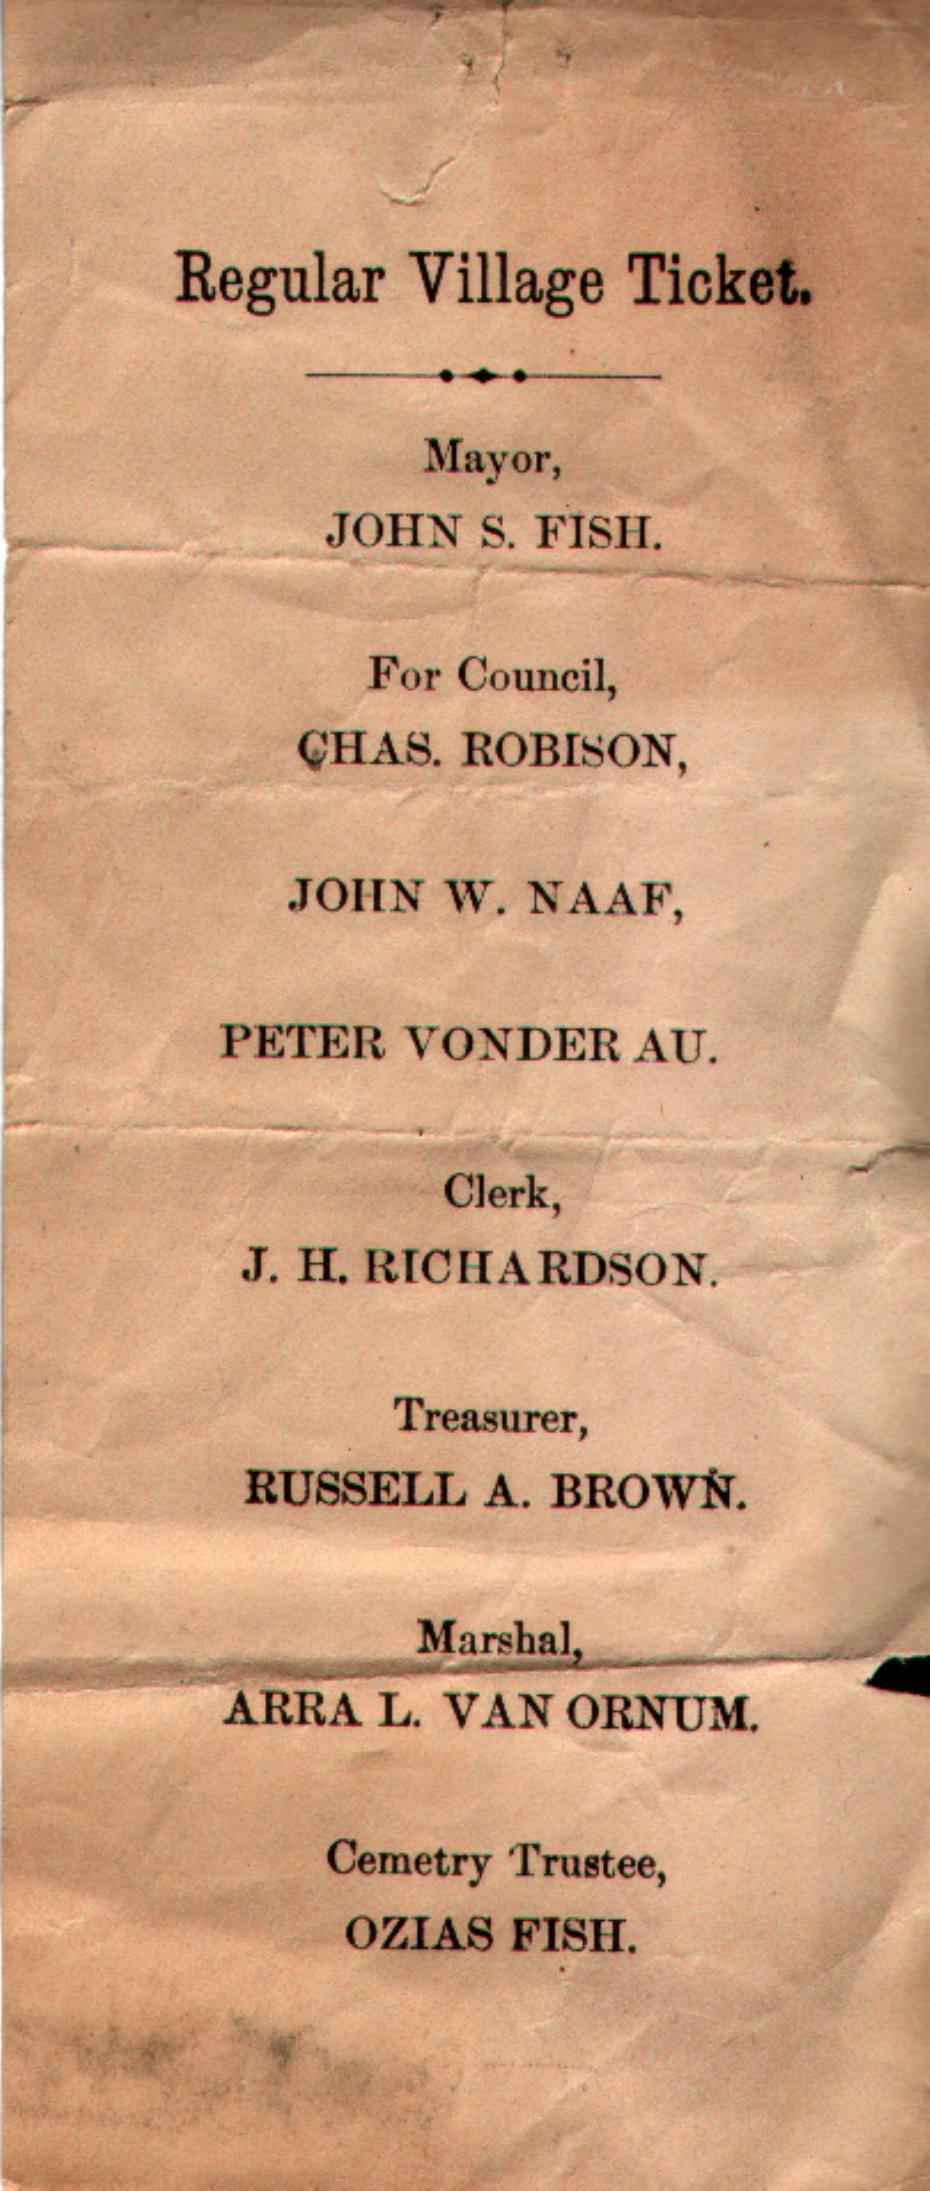 Regular Village Ticket.
Mayor,
JOHN S. FISH.
For Council,
CHAS. ROBISON,
JOHN W. NAAF,
PETER VONDER AU.
Clerk,
J. H. RICHARDSON.
Treasurer,
RUSSELL A. BROWN.
Marshal,
ARRA L. VAN ORNUM.
Cemetry Trustee,
OZIAS FISH.